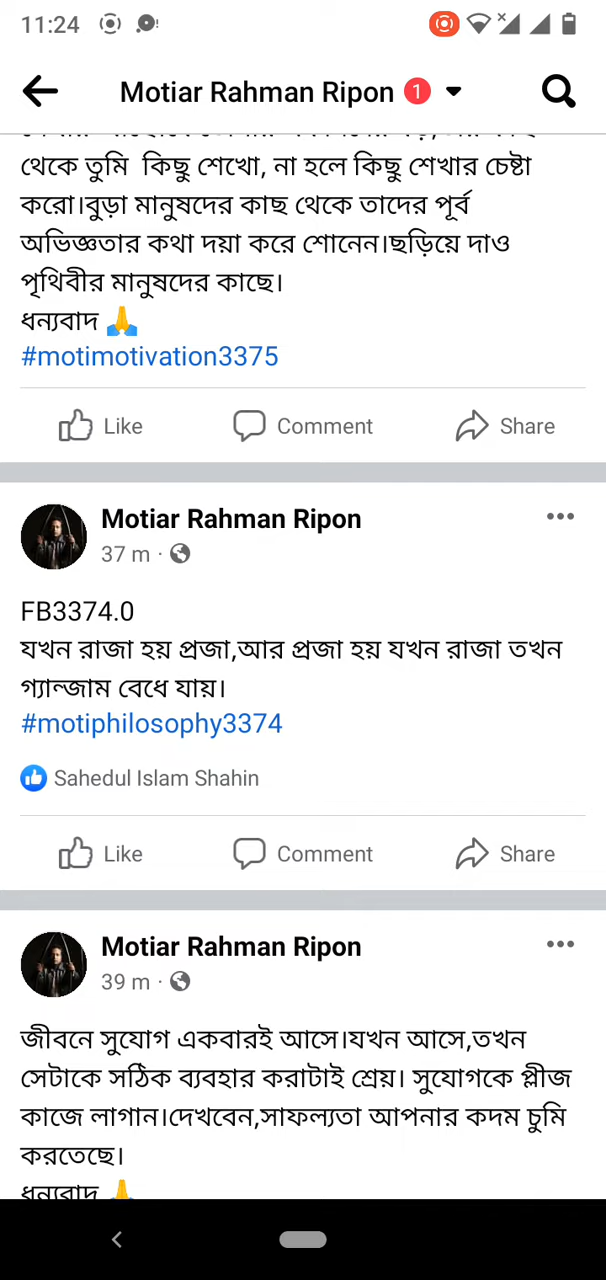 11:24
Motiar Rahman Ripon 1
থেকে তুমি কিছু শেখো, না হলে কিছু শেখার চেষ্টা
করো।বুড়া মানুষদের কাছ থেকে তাদের পূর্ব
অভিজ্ঞতার কথা দয়া করে শোনেন।ছড়িয়ে দাও
পৃথিবীর মানুষদের কাছে।
ধন্যবাদ 🙏
#motimotivation3375
Like Comment Share
Motiar Rahman Ripon
37 m ·
FB3374.0
যখন রাজা হয় প্রজা,আর প্রজা হয় যখন রাজা তখন
গ্যান্জাম বেধে যায়।
#motiphilosophy3374
Sahedul Islam Shahin
Like Comment Share
Motiar Rahman Ripon
39 m ·
জীবনে সুযোগ একবারই আসে।যখন আসে,তখন
সেটাকে সঠিক ব্যবহার করাটাই শ্রেয়। সুযোগকে প্লীজ
কাজে লাগান।দেখবেন,সাফল্যতা আপনার কদম চুমি
করতেছে।
ধন্যবাদ 🙏